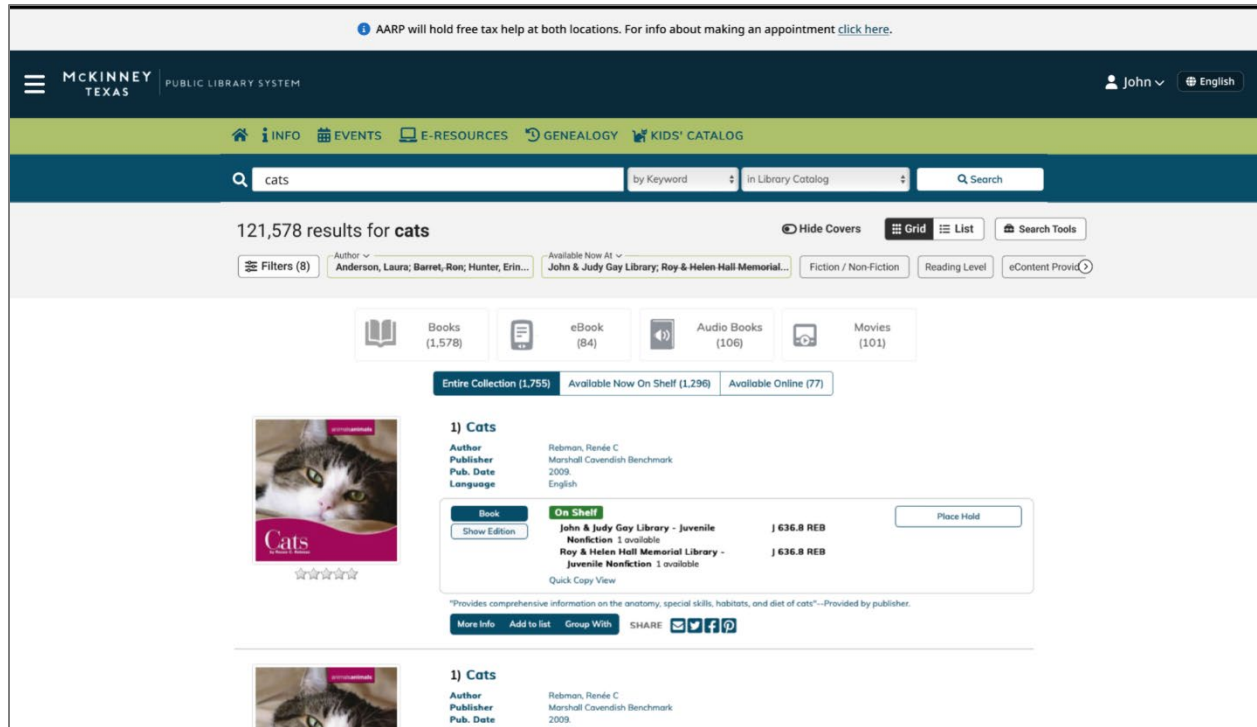 AARP will hold free tax help at both locations. For info about making an appointment click here.
McKINNEY TEXAS PUBLIC LIBRARY SYSTEM
John English
INFO EVENTS E-RESOURCES GENEALOGY KIDS' CATALOG
cats by Keyword in Library Catalog Search
121,578 results for cats Hide Covers Grid List Search Tools
Filters (8) Author Anderson, Laura; Barret, Ron; Hunter, Erin... Available Now At John & Judy Gay Library; Roy & Helen Hall Memorial... Fiction / Non-Fiction Reading Level eContent Provid
Books (1,578) eBook (84) Audio Books (106) Movies (101)
Entire Collection (1,755) Available Now On Shelf (1,296) Available Online (77)
animalsanimals
Cats
1) Cats
Author Rebman, Renée C
Publisher Marshall Cavendish Benchmark
Pub. Date 2009.
Language English
Book On Shelf Place Hold
Show Edition John & Judy Gay Library - Juvenile Nonfiction 1 available J 636.8 REB
Roy & Helen Hall Memorial Library - Juvenile Nonfiction 1 available J 636.8 REB
Quick Copy View
"Provides comprehensive information on the anatomy, special skills, habitats, and diet of cats"--Provided by publisher.
More Info Add to list Group With SHARE
animalsanimals
1) Cats
Author Rebman, Renée C
Publisher Marshall Cavendish Benchmark
Pub. Date 2009.